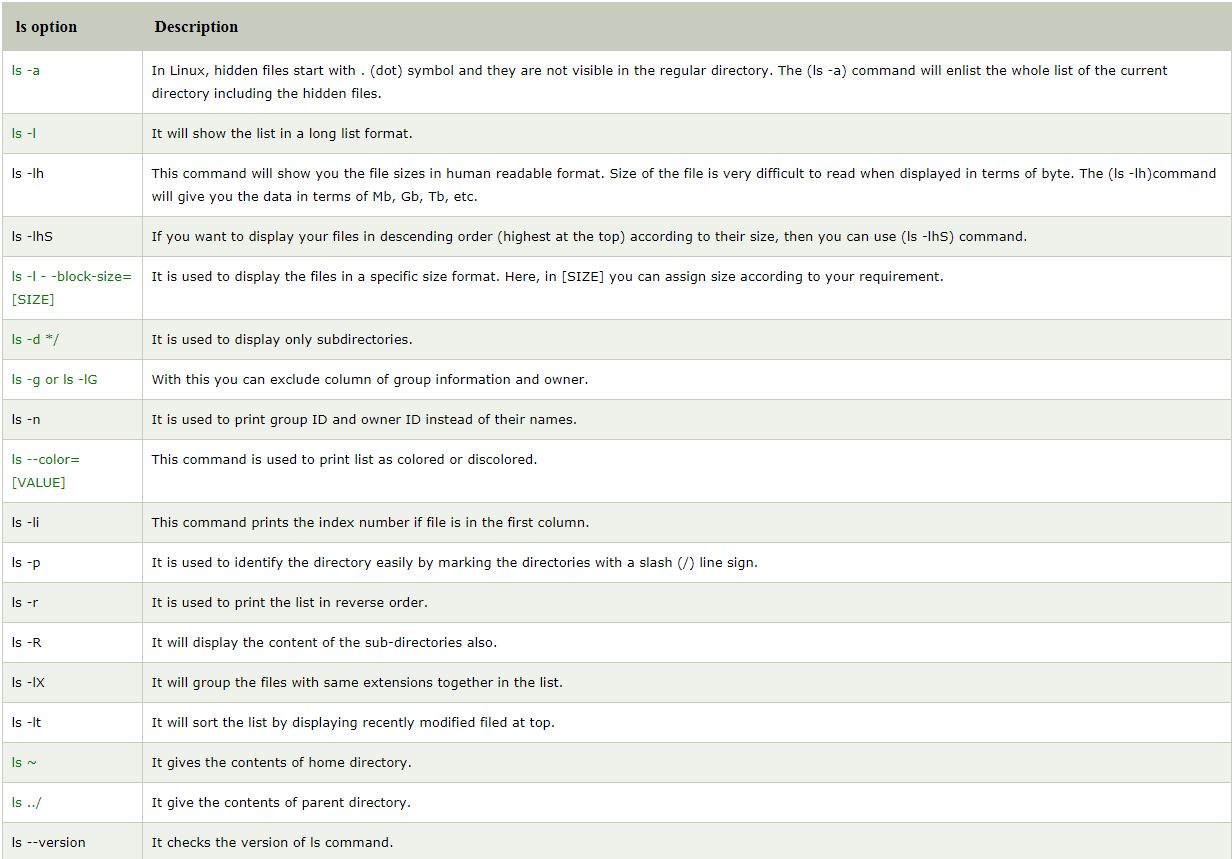 ls option Description
ls -a In Linux, hidden files start with . (dot) symbol and they are not visible in the regular directory. The (ls -a) command will enlist the whole list of the current
directory including the hidden files.
ls -l It will show the list in a long list format.
ls -lh This command will show you the file sizes in human readable format. Size of the file is very difficult to read when displayed in terms of byte. The (ls -lh)command
will give you the data in terms of Mb, Gb, Tb, etc.
ls -lhS If you want to display your files in descending order (highest at the top) according to their size, then you can use (ls -lhS) command.
ls -l - -block-size= It is used to display the files in a specific size format. Here, in [SIZE] you can assign size according to your requirement.
[SIZE]
ls -d */ It is used to display only subdirectories.
ls -g or ls -lG With this you can exclude column of group information and owner.
ls -n It is used to print group ID and owner ID instead of their names.
ls --color= This command is used to print list as colored or discolored.
[VALUE]
ls -li This command prints the index number if file is in the first column.
ls -p It is used to identify the directory easily by marking the directories with a slash (/) line sign.
ls -r It is used to print the list in reverse order.
ls -R It will display the content of the sub-directories also.
ls -lX It will group the files with same extensions together in the list.
ls -lt It will sort the list by displaying recently modified filed at top.
ls ~ It gives the contents of home directory.
ls ../ It give the contents of parent directory.
ls --version It checks the version of ls command.